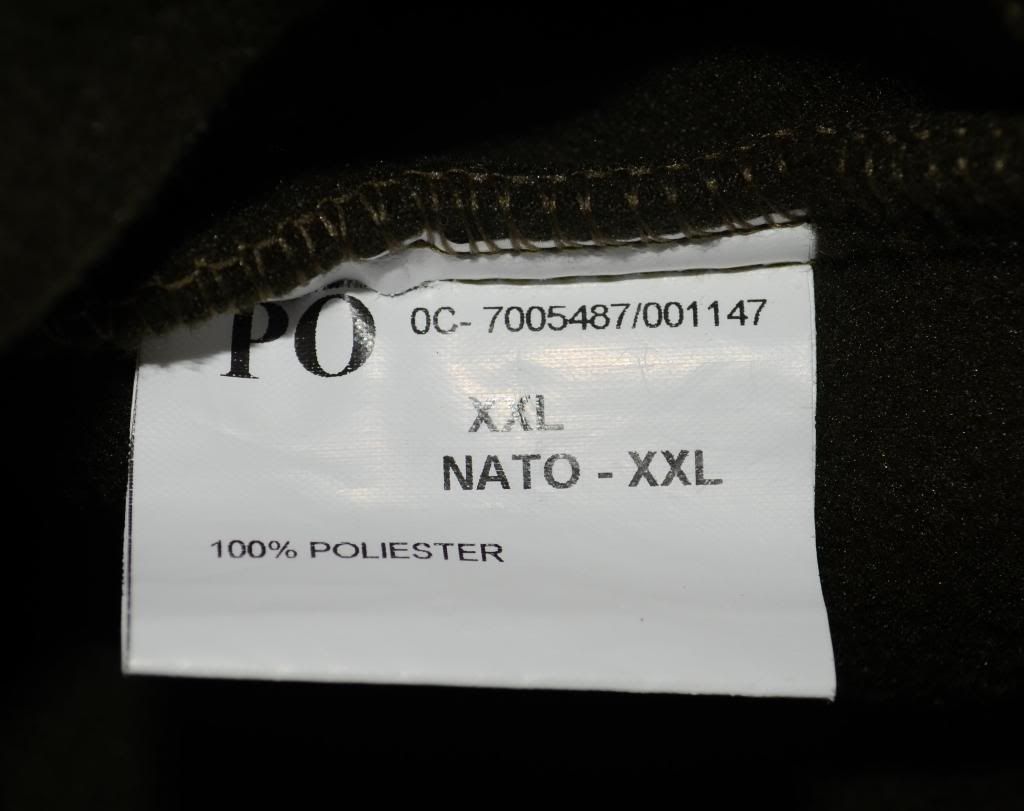 PO 0C- 7005487/001147
XXL
NATO - XXL
100% POLIESTER